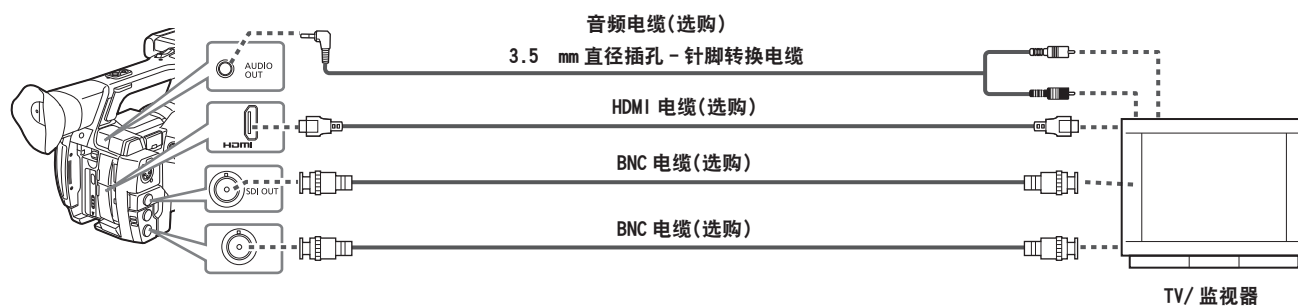 音频电缆(选购)
3.5 mm 直径插孔 - 针脚转换电缆
AUDIO
OUT
HDMI 电缆(选购)
HDMI
BNC 电缆(选购)
SDI OUT
BNC 电缆(选购)
TV/ 监视器